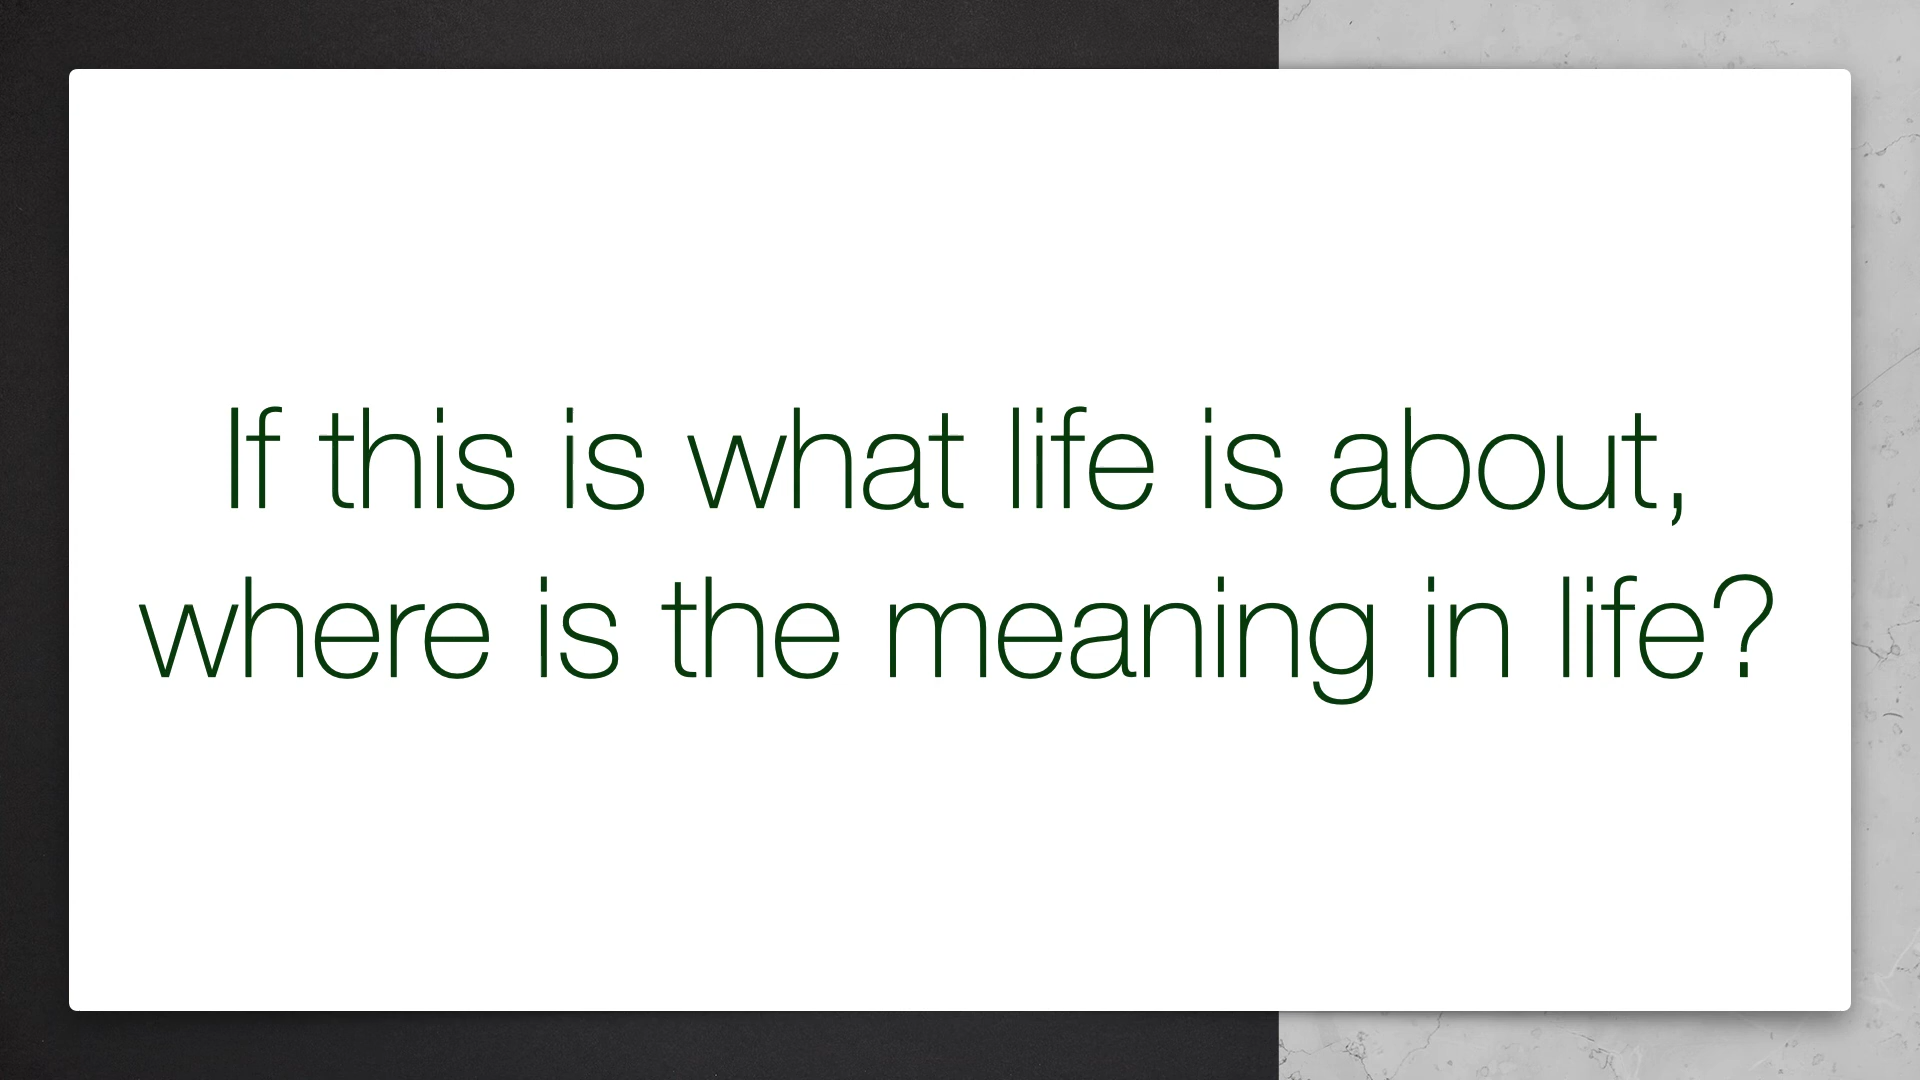 If this is what life is about,
where is the meaning in life?